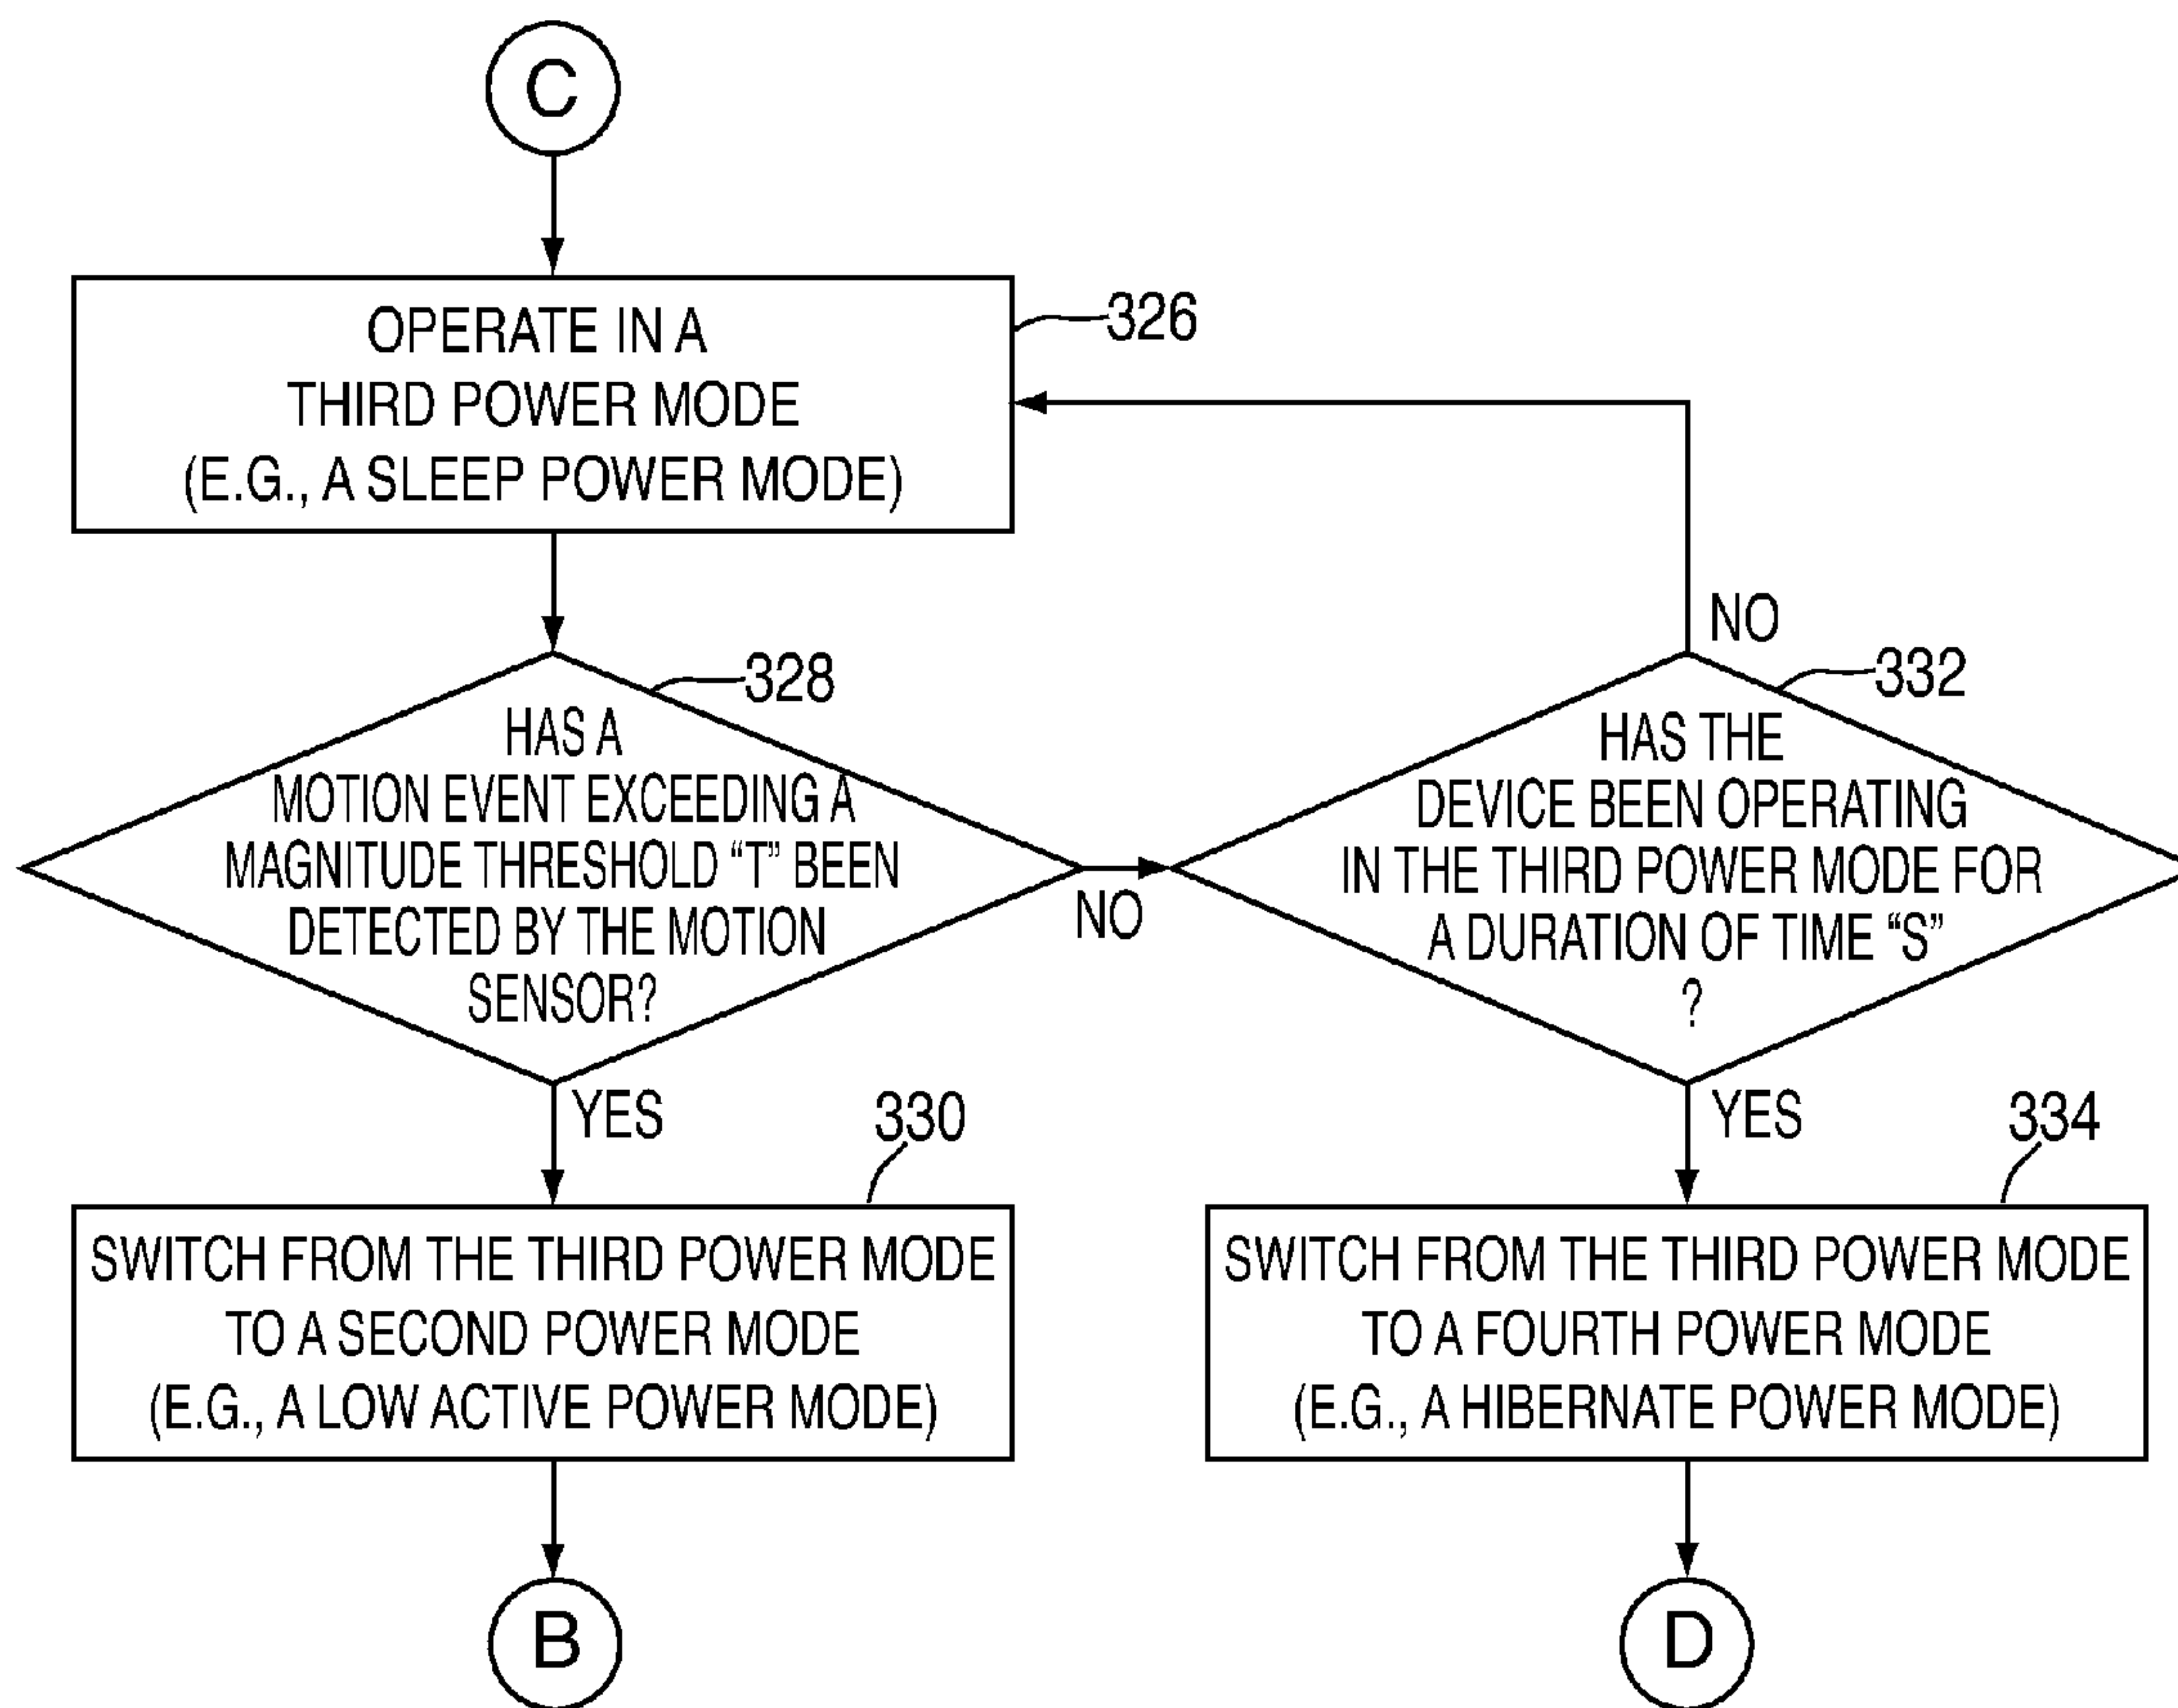 C
OPERATE IN A
THIRD POWER MODE
(E.G., A SLEEP POWER MODE)
326
328
HAS A
MOTION EVENT EXCEEDING A
MAGNITUDE THRESHOLD “T” BEEN
DETECTED BY THE MOTION
SENSOR?
NO
YES
NO
332
HAS THE
DEVICE BEEN OPERATING
IN THE THIRD POWER MODE FOR
A DURATION OF TIME “S”
?
YES
330
SWITCH FROM THE THIRD POWER MODE
TO A SECOND POWER MODE
(E.G., A LOW ACTIVE POWER MODE)
334
SWITCH FROM THE THIRD POWER MODE
TO A FOURTH POWER MODE
(E.G., A HIBERNATE POWER MODE)
B
D